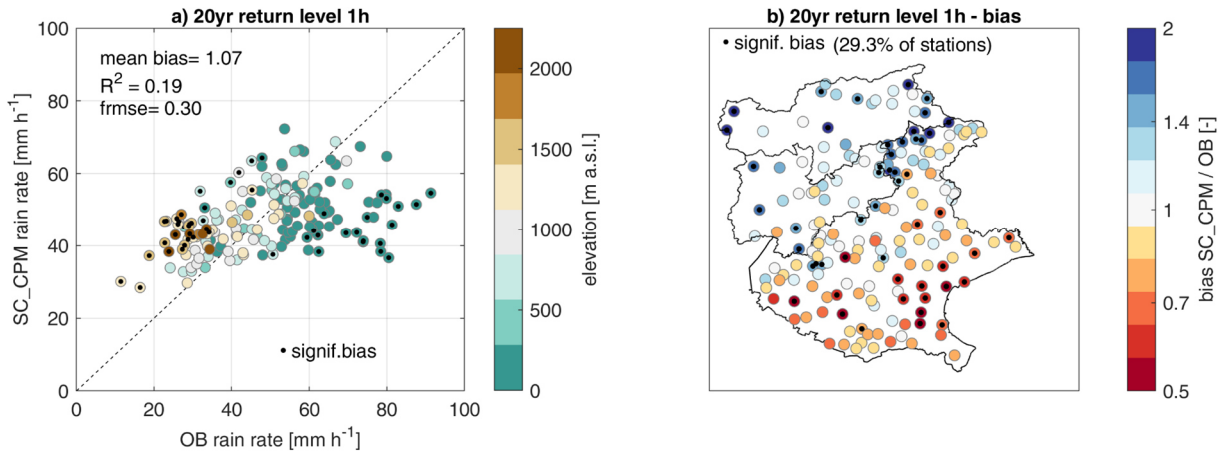 a) 20yr return level 1h
mean bias= 1.07
R² = 0.19
frmse= 0.30
signif.bias
SC_CPM rain rate [mm h⁻¹]
100
80
60
40
20
0
0 20 40 60 80 100
OB rain rate [mm h⁻¹]
2000
1500
1000
500
0
elevation [m a.s.l.]
b) 20yr return level 1h - bias
signif. bias (29.3% of stations)
2
1.4
1
0.7
0.5
bias SC_CPM / OB [-]